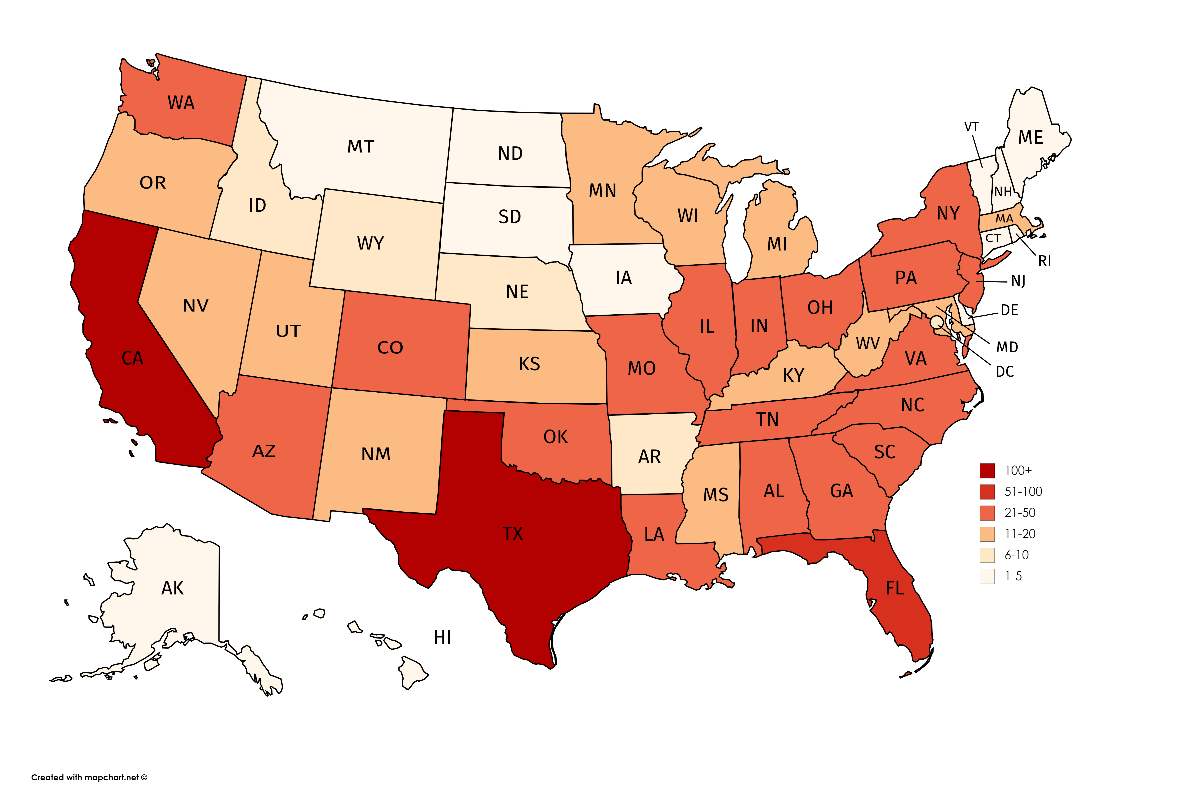 WA
MT
ND
MN
VT
ME
OR
ID
SD
WI
MI
NH
NY
MA
CT
RI
WY
IA
NE
PA
NJ
NV
UT
CO
IL
IN
OH
DE
MD
DC
CA
KS
MO
KY
WV
VA
NC
TN
AZ
NM
OK
AR
SC
MS
AL
GA
TX
LA
FL
100+
51-100
21-50
11-20
6-10
1 5
AK
HI
Created with mapchart.net ©